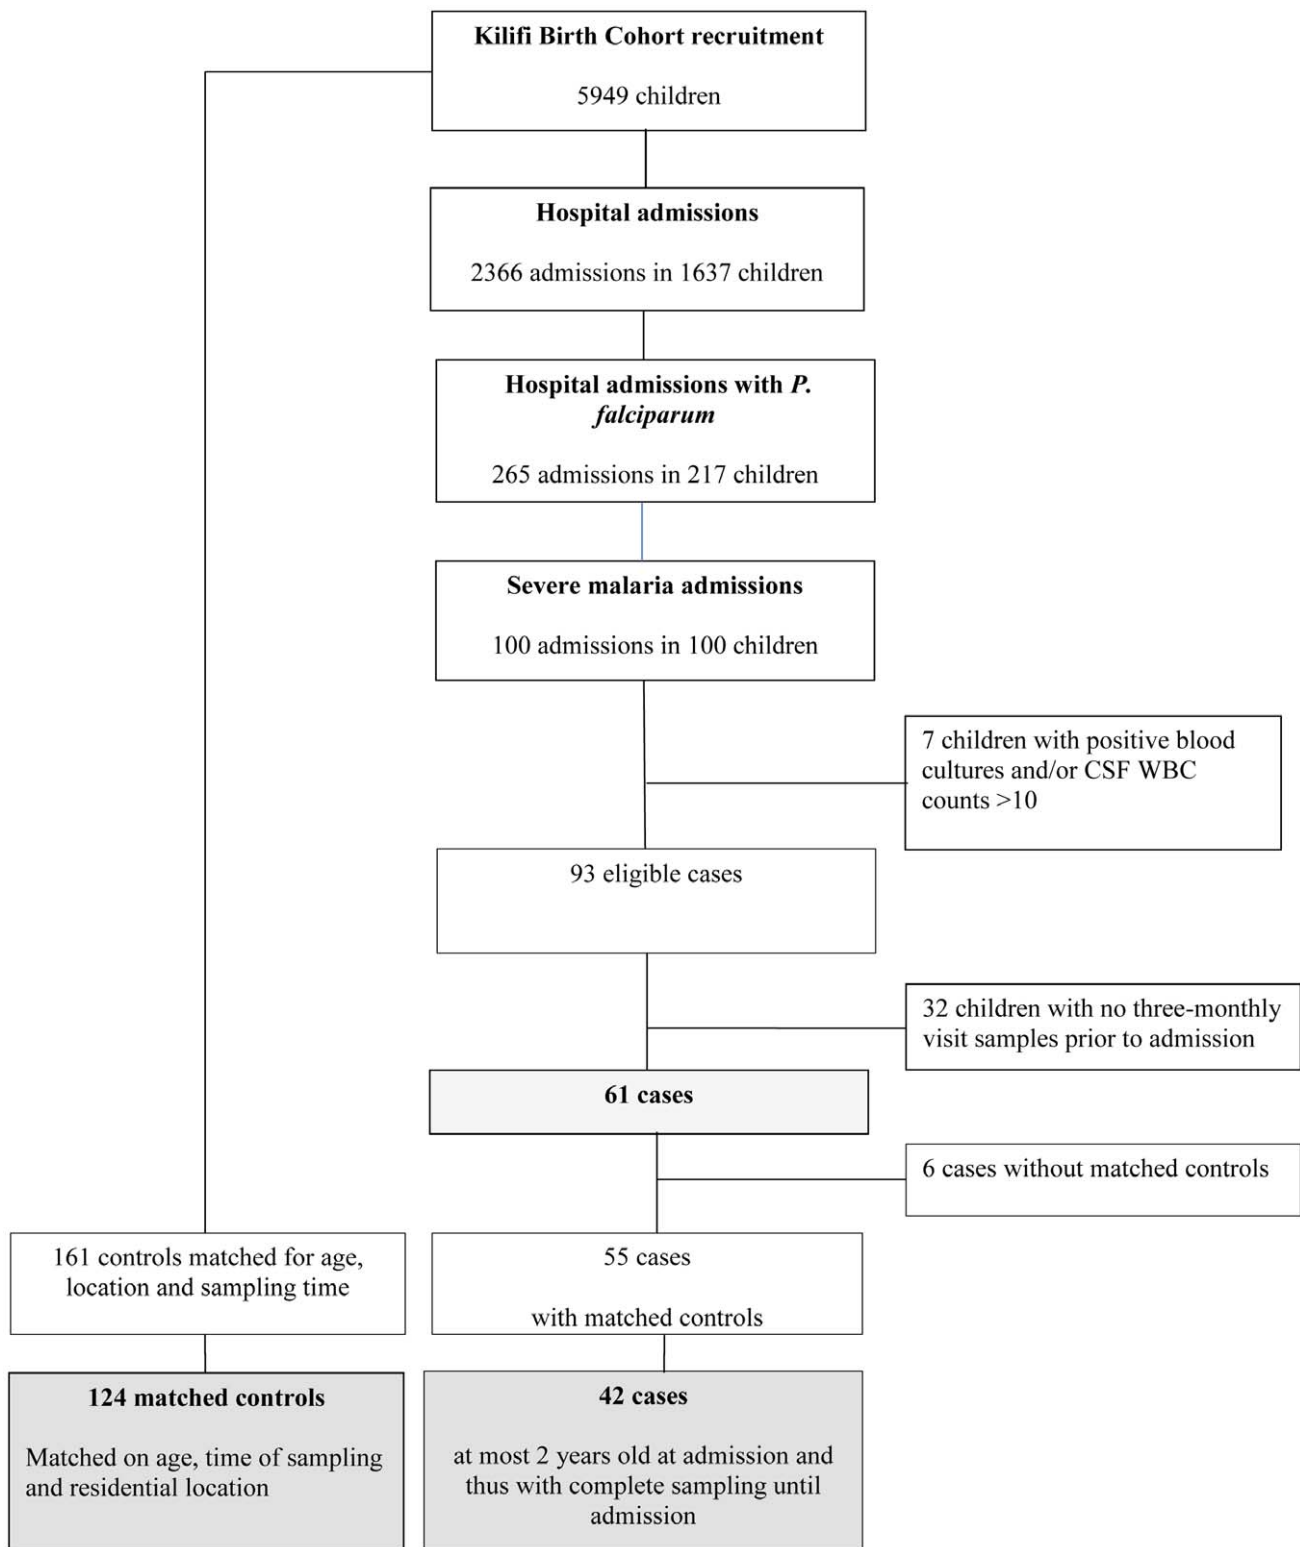 Kilifi Birth Cohort recruitment
5949 children
Hospital admissions
2366 admissions in 1637 children
Hospital admissions with P.
falciparum
265 admissions in 217 children
Severe malaria admissions
100 admissions in 100 children
7 children with positive blood
cultures and/or CSF WBC
counts >10
93 eligible cases
32 children with no three-monthly
visit samples prior to admission
61 cases
6 cases without matched controls
161 controls matched for age,
location and sampling time
55 cases
with matched controls
124 matched controls
Matched on age, time of sampling
and residential location
42 cases
at most 2 years old at admission and
thus with complete sampling until
admission